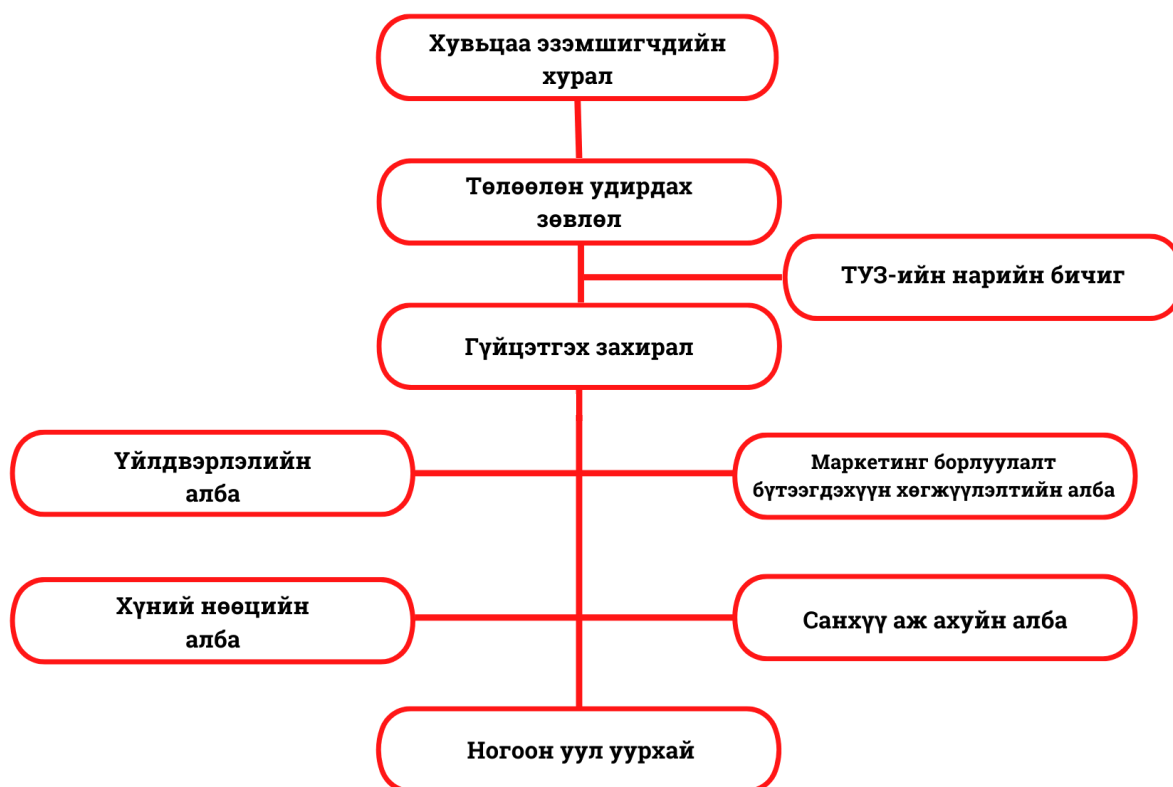 Хувьцаа эзэмшигчдийн
хурал
Төлөөлөн удирдах
зөвлөл
ТУЗ-ийн нарийн бичиг
Гүйцэтгэх захирал
Үйлдвэрлэлийн
алба
Маркетинг борлуулалт
бүтээгдэхүүн хөгжүүлэлтийн алба
Хүний нөөцийн
алба
Санхүү аж ахуйн алба
Ногоон уул уурхай